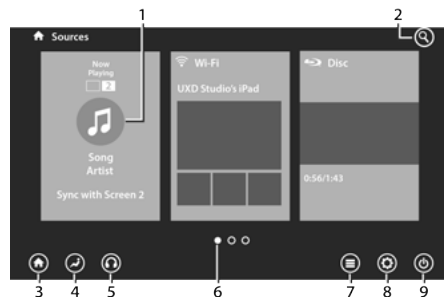 1
2
Sources
Now
Playing
2
Song
Artist
Sync with Screen 2
Wi-Fi
UXD Studio's iPad
Disc
0:56/1:43
3
4
5
6
7
8
9